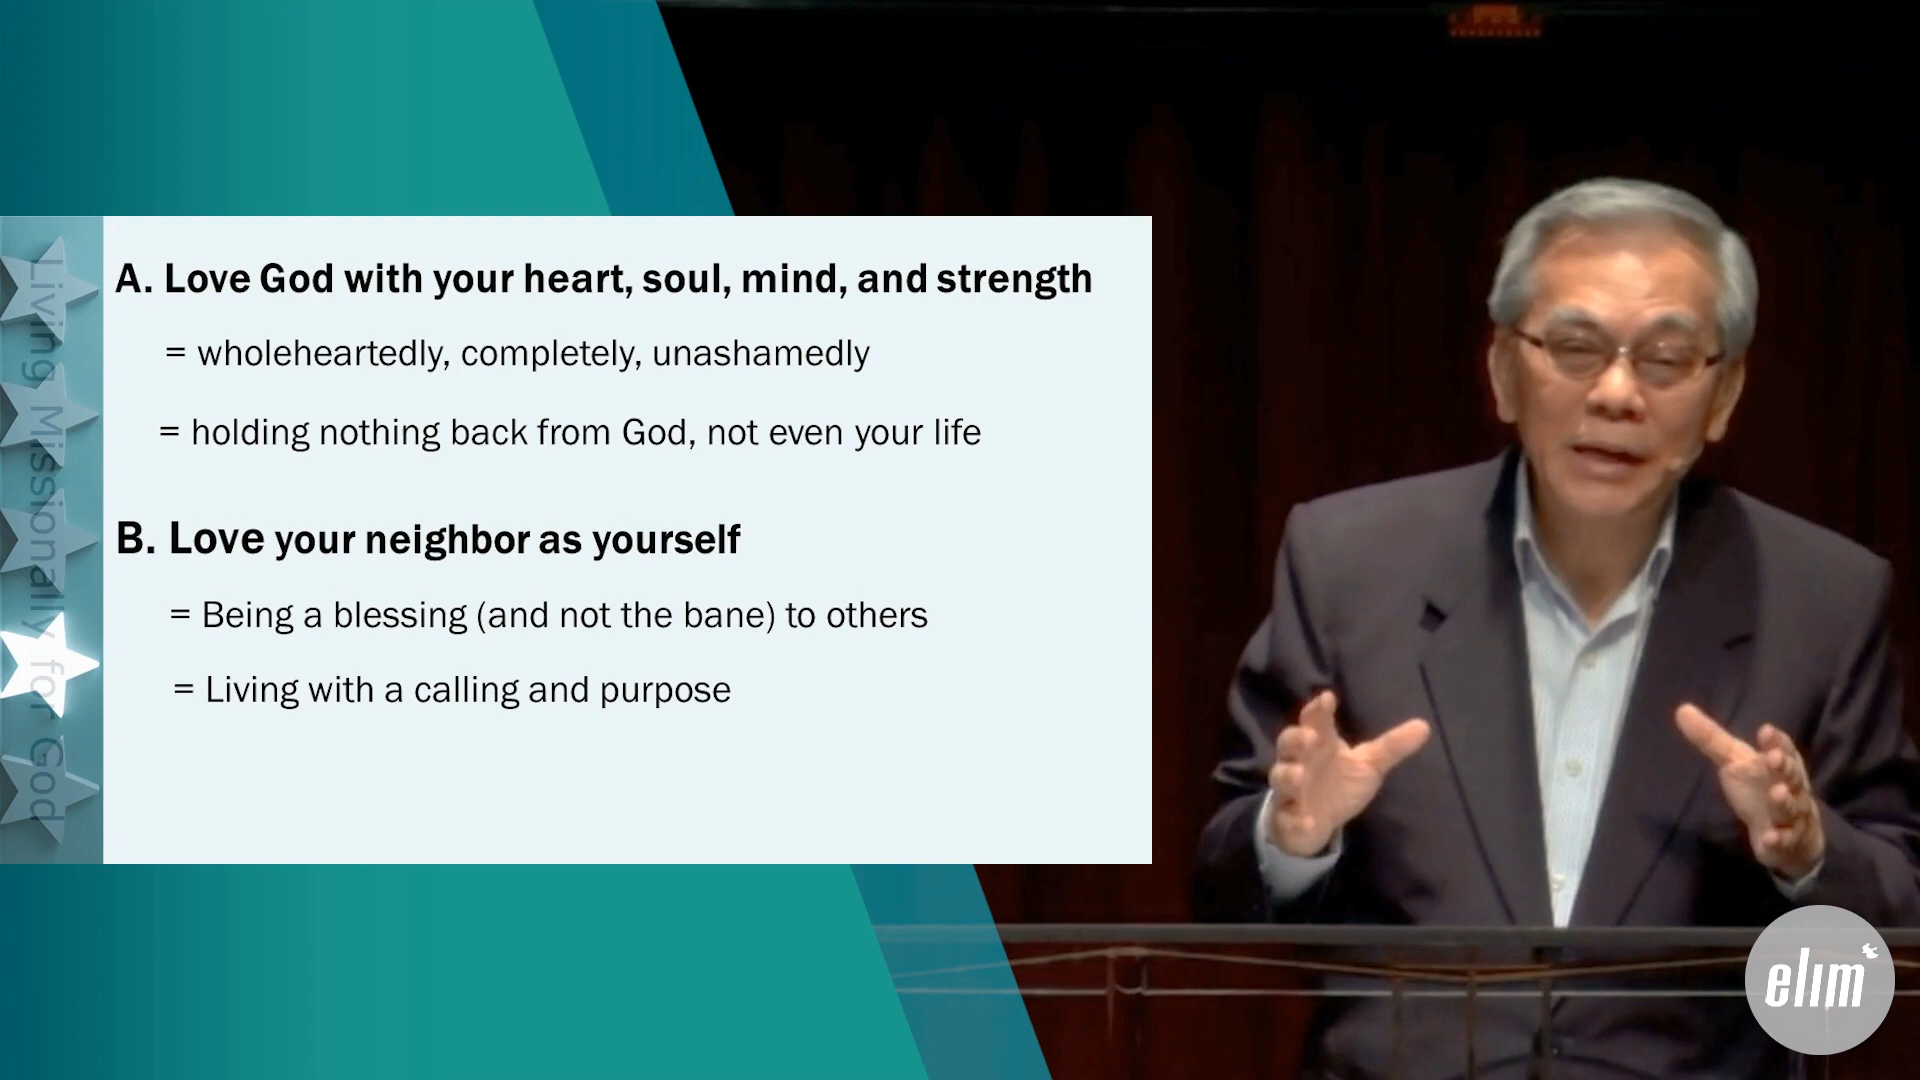 Living Missionally for God
A. Love God with your heart, soul, mind, and strength
= wholeheartedly, completely, unashamedly
= holding nothing back from God, not even your life
B. Love your neighbor as yourself
= Being a blessing (and not the bane) to others
= Living with a calling and purpose
elim